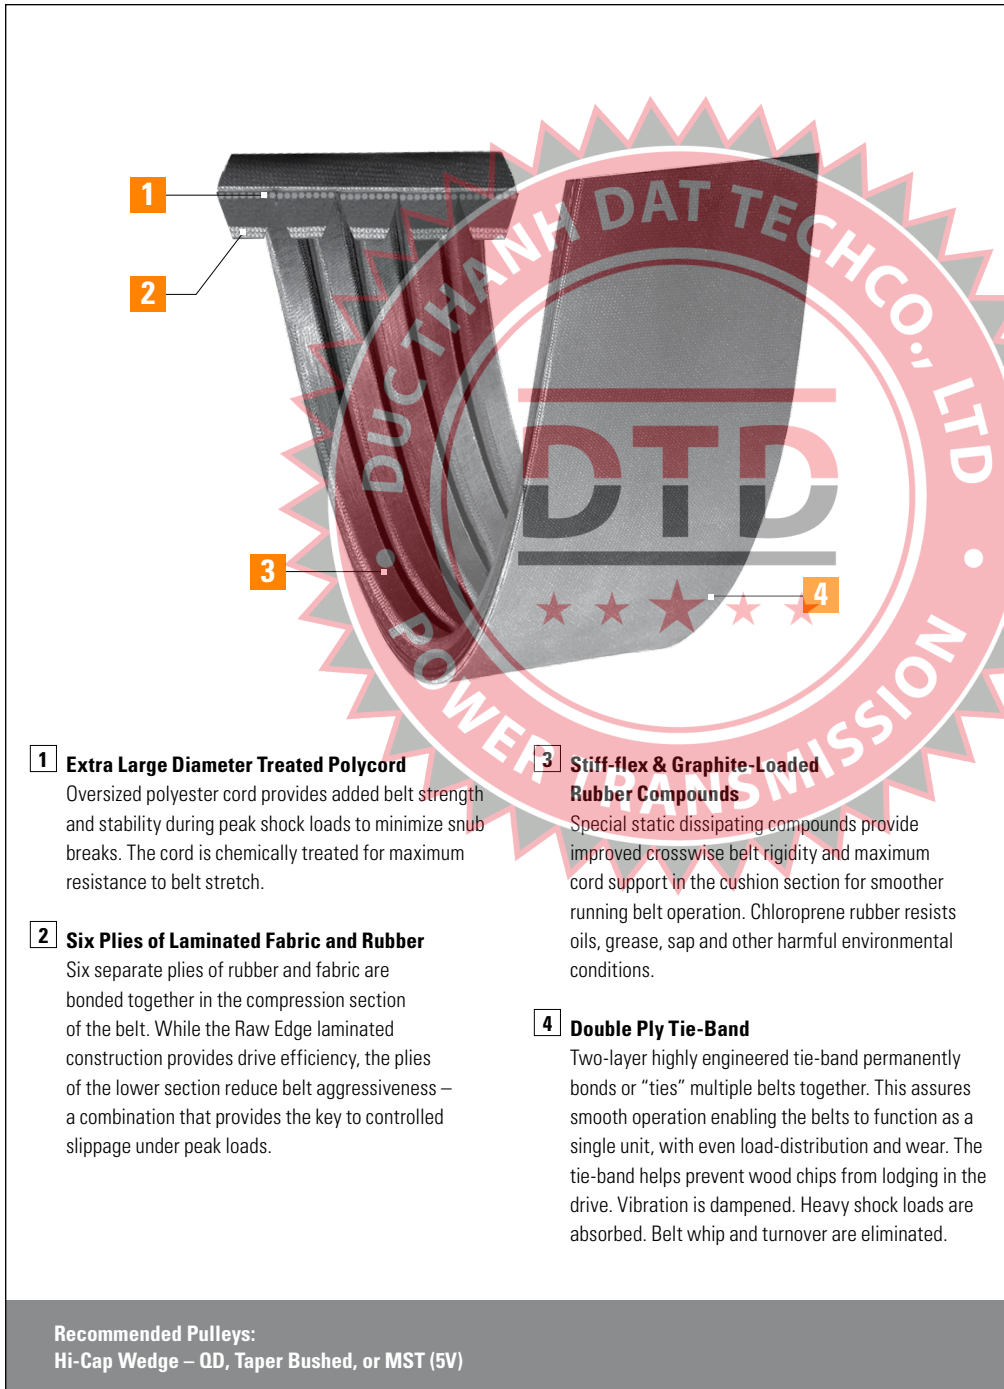 1
2
3
4
DUC THANH DAT TECHCO., LTD
DTD
POWER TRANSMISSION
1 Extra Large Diameter Treated Polycord
Oversized polyester cord provides added belt strength
and stability during peak shock loads to minimize snub
breaks. The cord is chemically treated for maximum
resistance to belt stretch.
2 Six Plies of Laminated Fabric and Rubber
Six separate plies of rubber and fabric are
bonded together in the compression section
of the belt. While the Raw Edge laminated
construction provides drive efficiency, the plies
of the lower section reduce belt aggressiveness –
a combination that provides the key to controlled
slippage under peak loads.
3 Stiff-flex & Graphite-Loaded
Rubber Compounds
Special static dissipating compounds provide
improved crosswise belt rigidity and maximum
cord support in the cushion section for smoother
running belt operation. Chloroprene rubber resists
oils, grease, sap and other harmful environmental
conditions.
4 Double Ply Tie-Band
Two-layer highly engineered tie-band permanently
bonds or “ties” multiple belts together. This assures
smooth operation enabling the belts to function as a
single unit, with even load-distribution and wear. The
tie-band helps prevent wood chips from lodging in the
drive. Vibration is dampened. Heavy shock loads are
absorbed. Belt whip and turnover are eliminated.
Recommended Pulleys:
Hi-Cap Wedge – QD, Taper Bushed, or MST (5V)